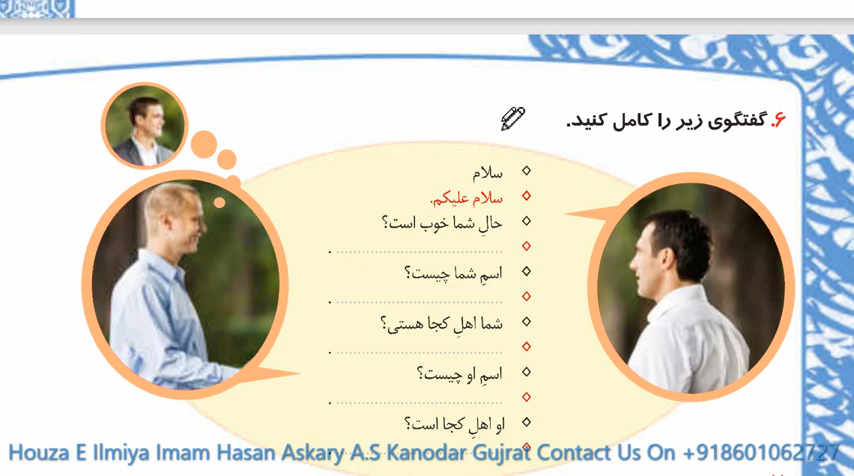 ۶. گفتگوی زیر را کامل کنید.
◊ سلام
◊ سلام علیکم.
◊ حالِ شما خوب است؟
◊ ................................ .
◊ اسمِ شما چیست؟
◊ ................................ .
◊ شما اهلِ کجا هستی؟
◊ ................................ .
◊ اسمِ او چیست؟
◊ ................................ .
◊ او اهلِ کجا است؟
Houza E Ilmiya Imam Hasan Askary A.S Kanodar Gujrat Contact Us On +918601062727